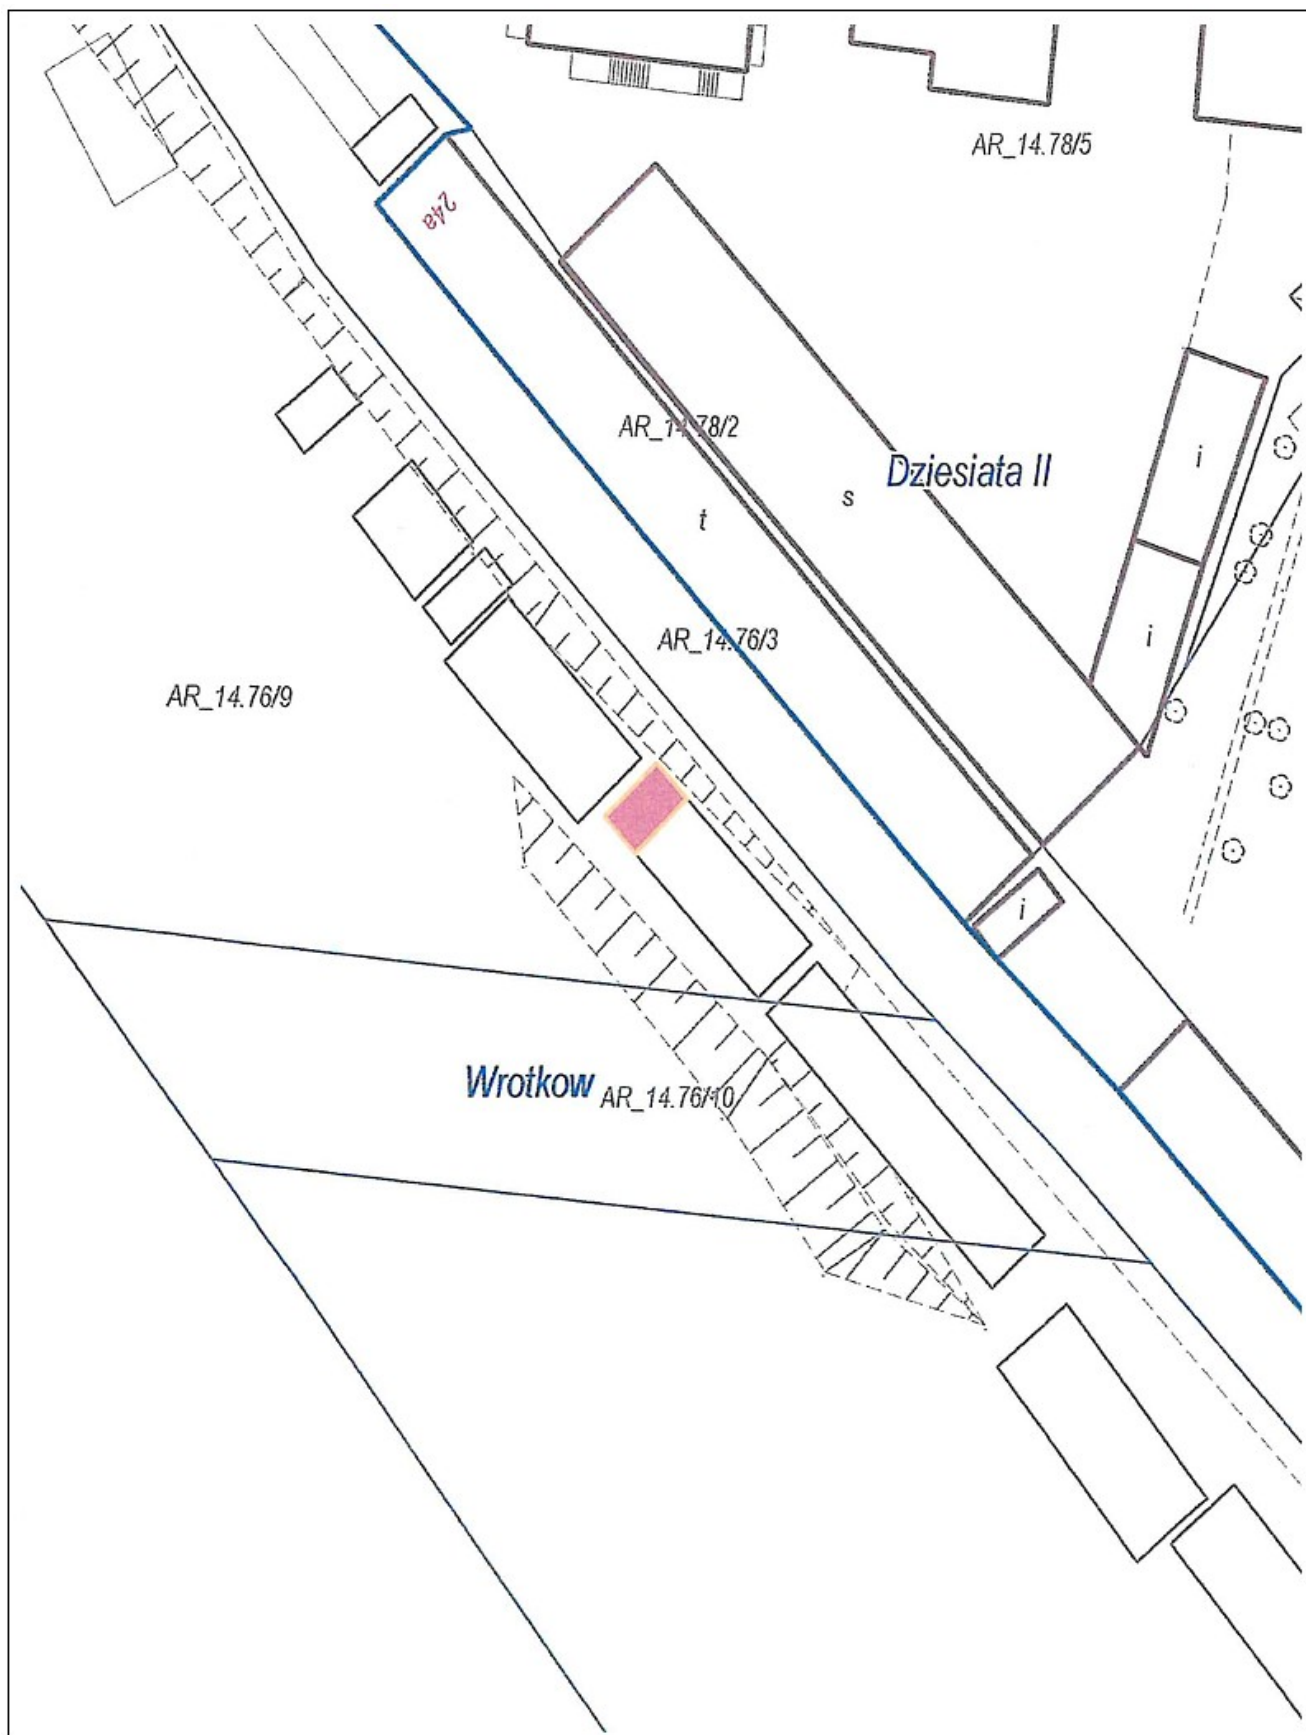 AR_14.78/5
24a
AR_14.78/2
Dziesiata II
i
s
t
i
AR_14.76/3
AR_14.76/9
i
Wrotkow
AR_14.76/10